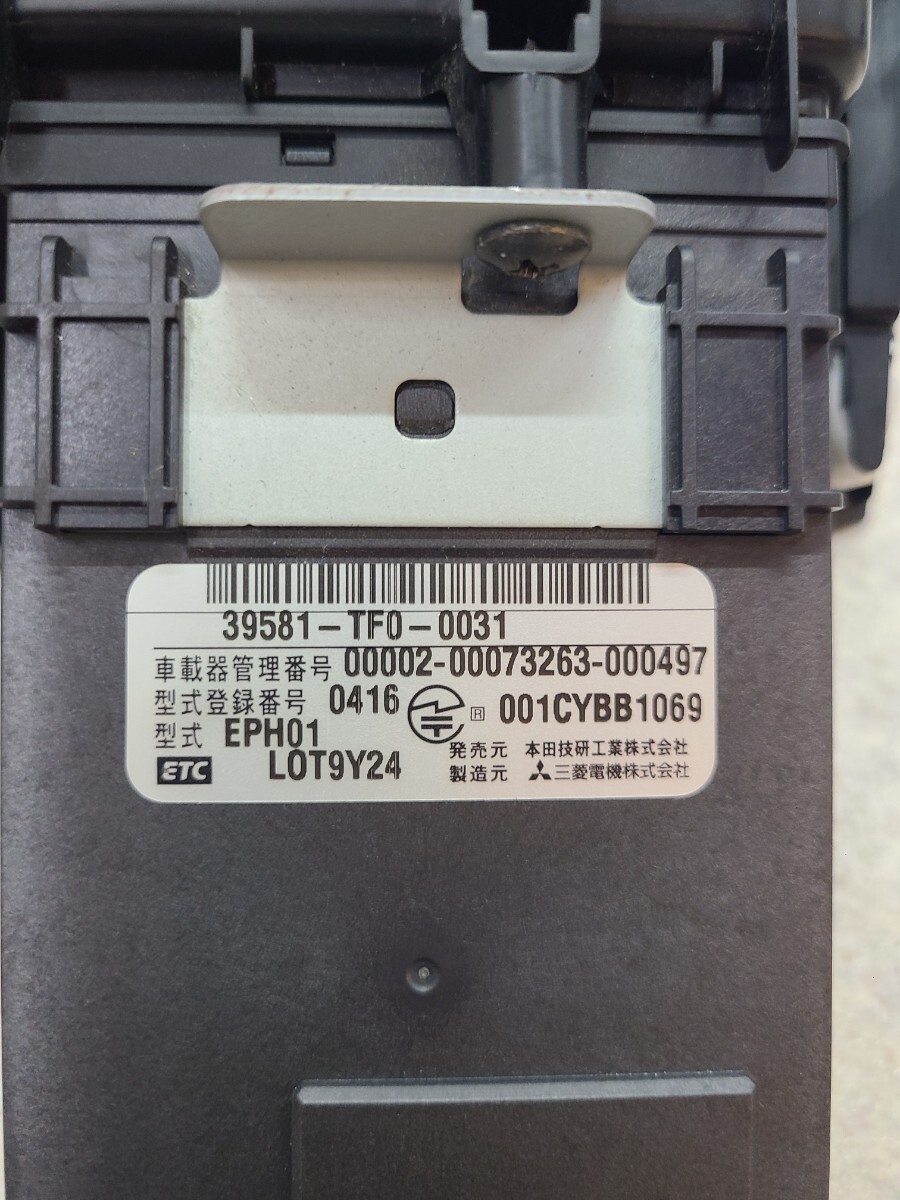 39581-TF0-0031
車載器管理番号 00002-00073263-000497
型式登録番号 0416 R 001CYBB1069
型式 EPH01
発売元 本田技研工業株式会社
ETC LOT9Y24
製造元 三菱電機株式会社